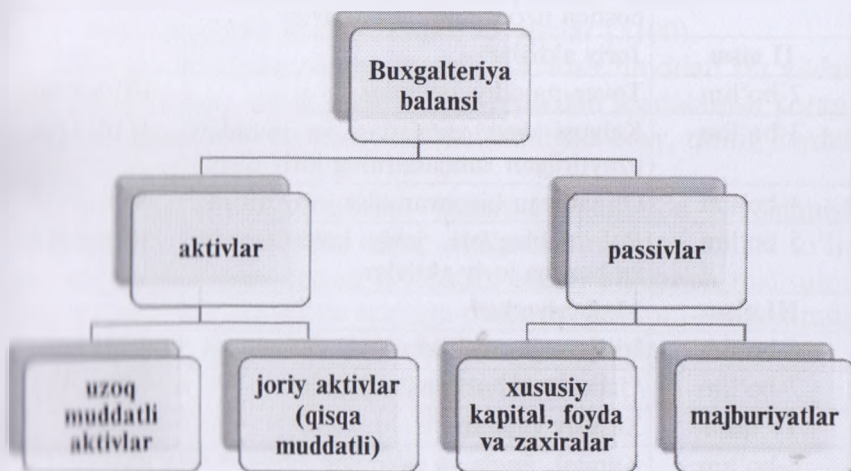 Buxgalteriya
balansi
aktivlar
passivlar
uzoq
muddatli
aktivlar
joriy aktivlar
(qisqa
muddatli)
xususiy
kapital, foyda
va zaxiralar
majburiyatlar